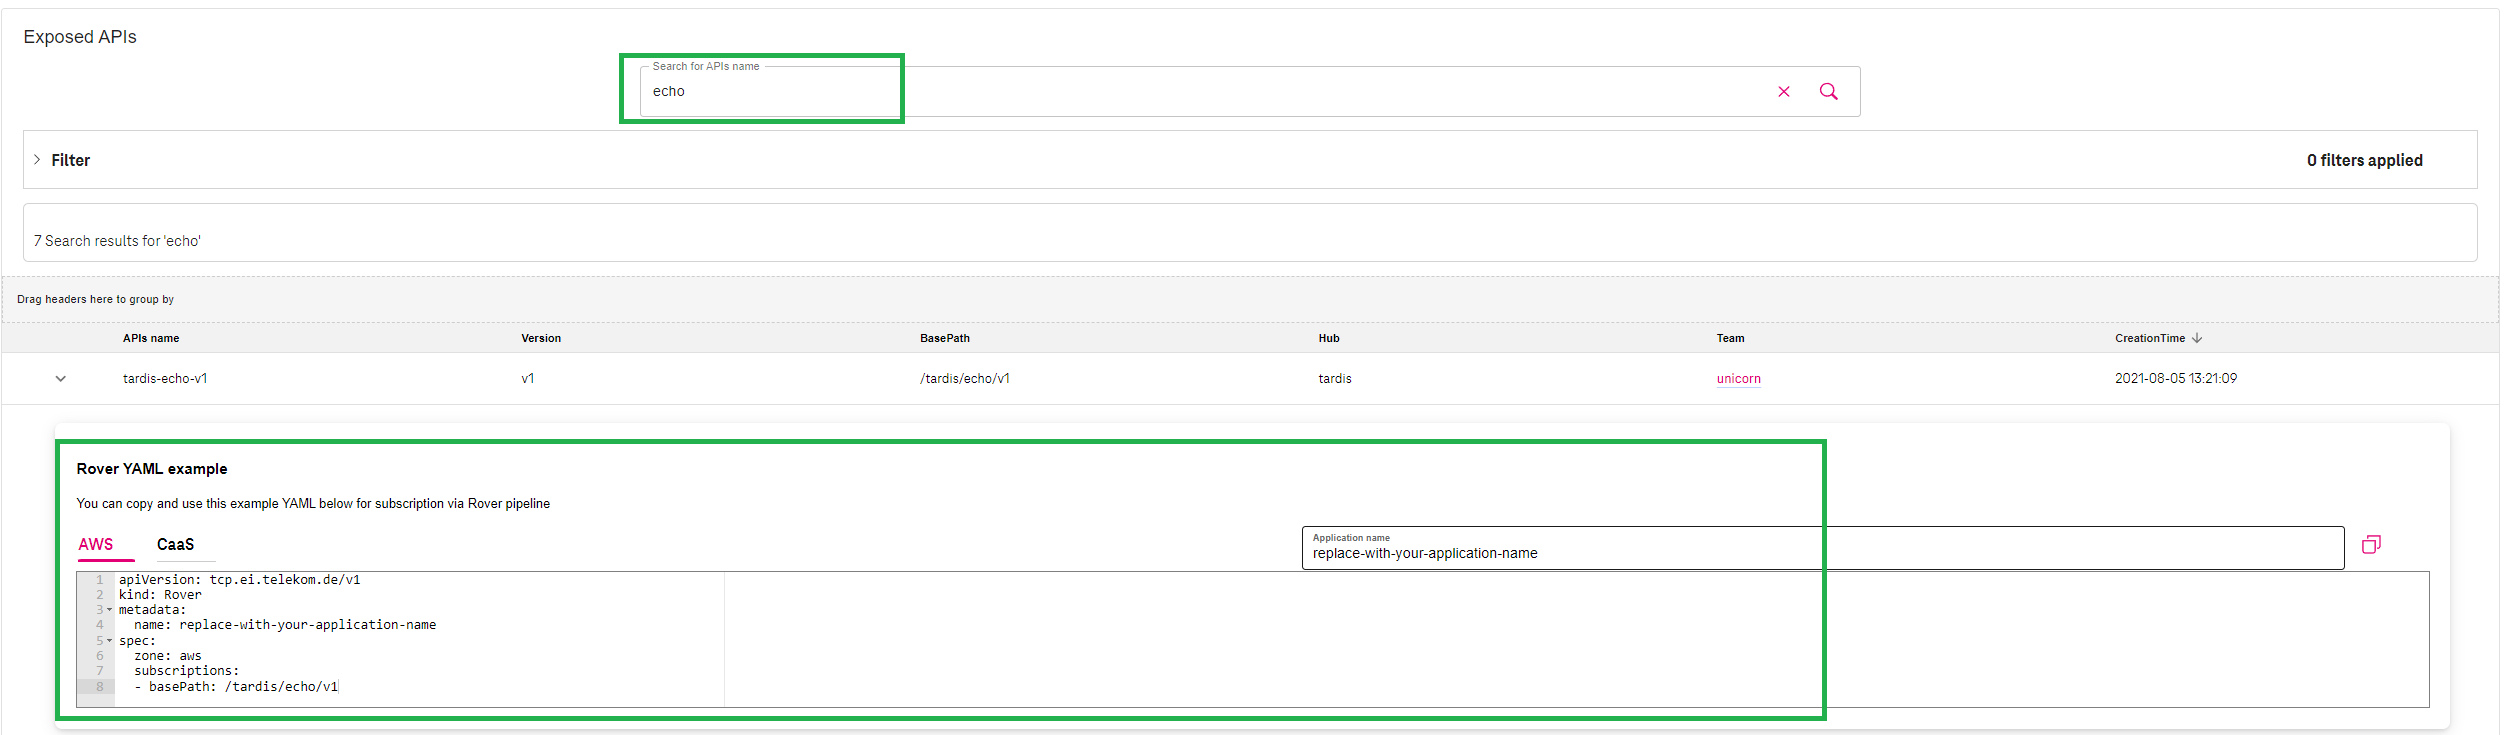 Exposed APIs
Search for APIs name
echo
Filter
0 filters applied
7 Search results for 'echo'
Drag headers here to group by
APIs name Version BasePath Hub Team CreationTime
tardis-echo-v1 v1 /tardis/echo/v1 tardis unicorn 2021-08-05 13:21:09
Rover YAML example
You can copy and use this example YAML below for subscription via Rover pipeline
AWS CaaS
Application name
replace-with-your-application-name
1 apiVersion: tcp.ei.telekom.de/v1
2 kind: Rover
3 metadata:
4 name: replace-with-your-application-name
5 spec:
6 zone: aws
7 subscriptions:
8 - basePath: /tardis/echo/v1